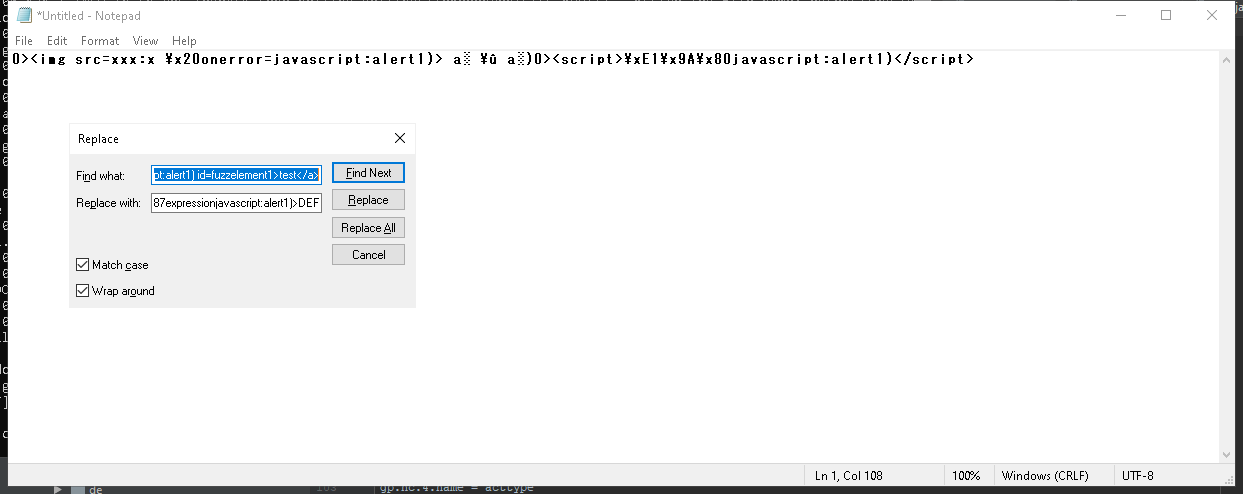 *Untitled - Notepad
File Edit Format View Help
0><img src=xxx:x ¥x20onerror=javascript:alert1)> a░ ¥û a░)0><script>¥xE1¥x9A¥x80javascript:alert1)</script>
Replace
Find what: pt:alert1) id=fuzzelement1>test</a> Find Next
Replace with: 87expressionjavascript:alert1)>DEF Replace
Replace All
Cancel
Match case
Wrap around
Ln 1, Col 108 100% Windows (CRLF) UTF-8
de gp.nc.4.name = acctype